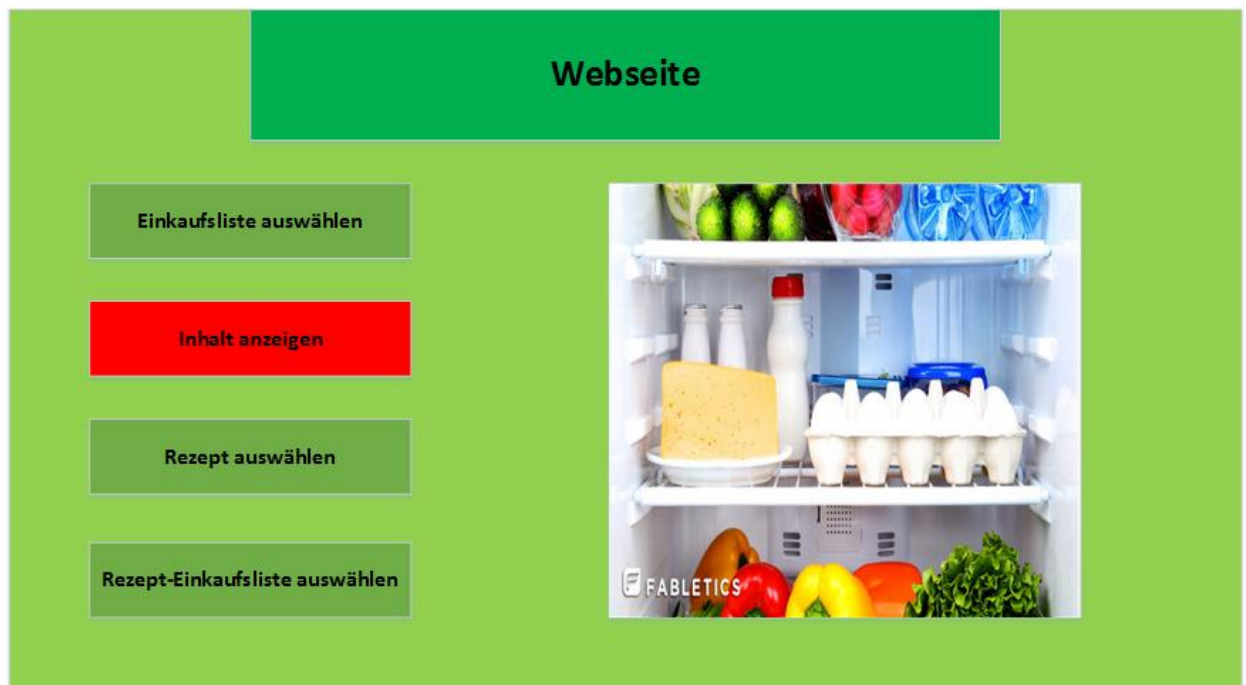 Webseite
Einkaufsliste auswählen
Inhalt anzeigen
Rezept auswählen
Rezept-Einkaufsliste auswählen
FABLETICS